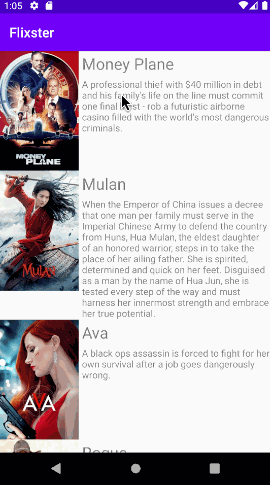 1:05
Flixster
Money Plane
A professional thief with $40 million in debt
and his family's life on the line must commit
one final heist - rob a futuristic airborne
casino filled with the world's most dangerous
criminals.
MONEY
PLANE
Mulan
When the Emperor of China issues a decree
that one man per family must serve in the
Imperial Chinese Army to defend the country
from Huns, Hua Mulan, the eldest daughter
of an honored warrior, steps in to take the
place of her ailing father. She is spirited,
determined and quick on her feet. Disguised
as a man by the name of Hua Jun, she is
tested every step of the way and must
harness her innermost strength and embrace
her true potential.
MULAN
Ava
A black ops assassin is forced to fight for her
own survival after a job goes dangerously
wrong.
AVA
Rogue